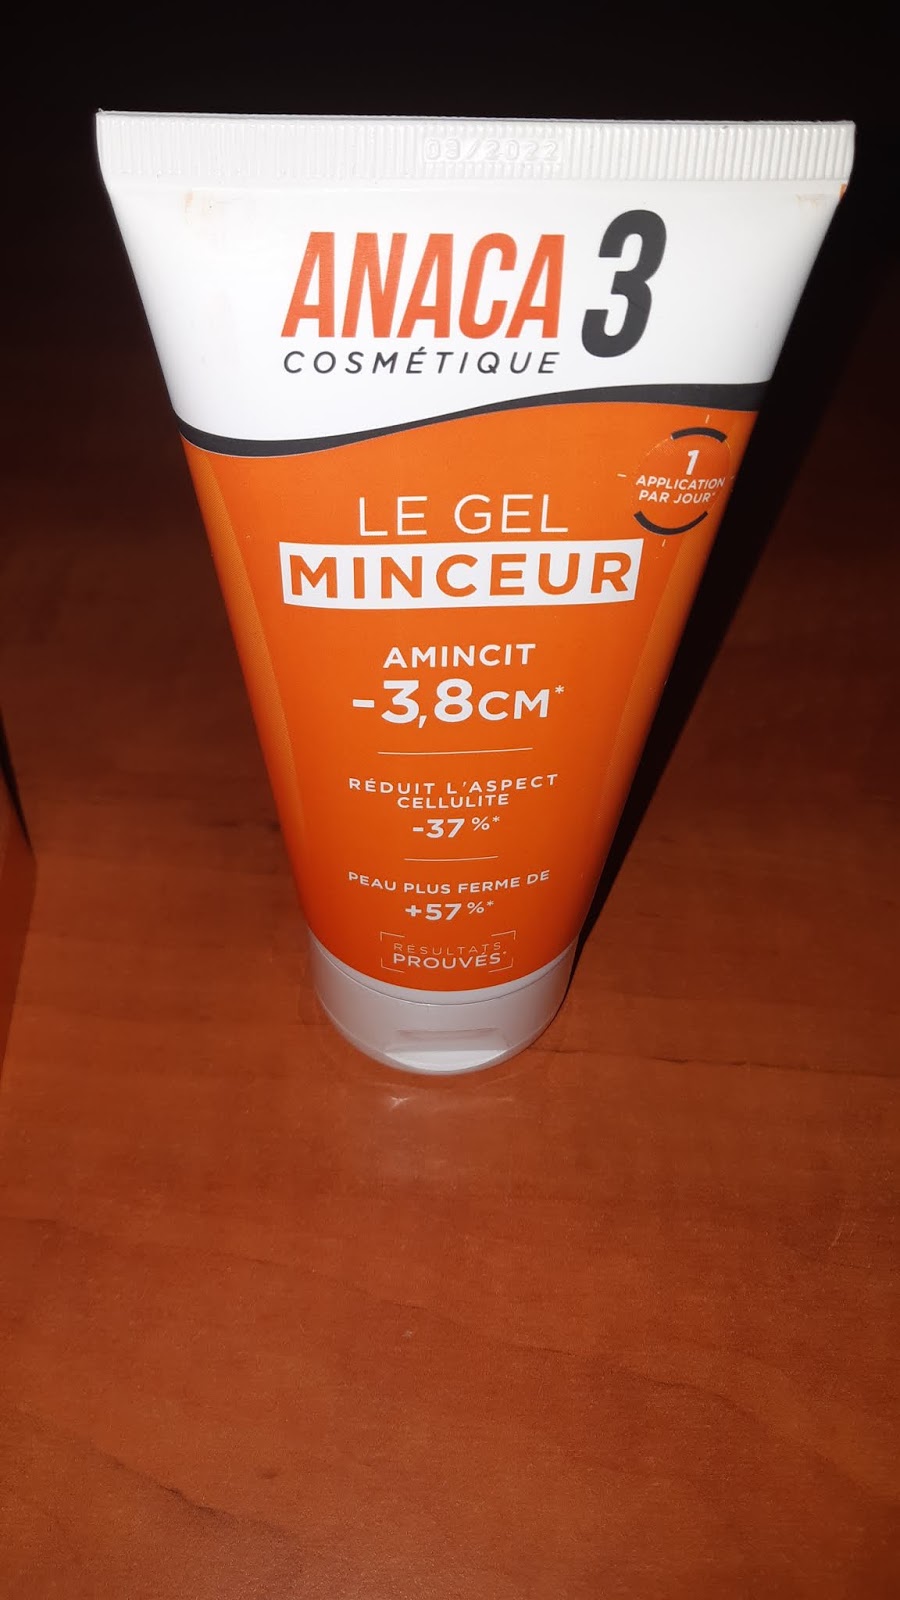 03/2022
ANACA 3
COSMÉTIQUE
1
APPLICATION
PAR JOUR*
LE GEL
MINCEUR
AMINCIT
-3,8CM*
RÉDUIT L'ASPECT
CELLULITE
-37%*
PEAU PLUS FERME DE
+57%*
RÉSULTATS
PROUVÉS*